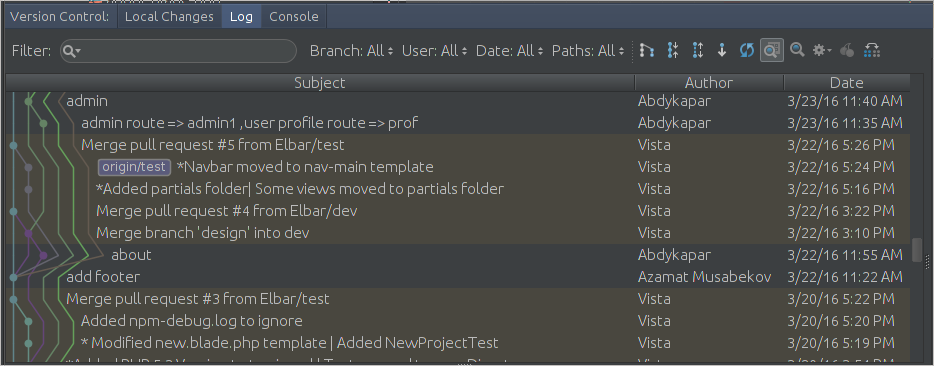 Version Control: Local Changes Log Console
Filter: Branch: All User: All Date: All Paths: All
Subject Author Date
admin Abdykapar 3/23/16 11:40 AM
admin route => admin1 ,user profile route => prof Abdykapar 3/23/16 11:35 AM
Merge pull request #5 from Elbar/test Vista 3/22/16 5:26 PM
origin/test *Navbar moved to nav-main template Vista 3/22/16 5:24 PM
*Added partials folder| Some views moved to partials folder Vista 3/22/16 5:16 PM
Merge pull request #4 from Elbar/dev Vista 3/22/16 3:22 PM
Merge branch 'design' into dev Vista 3/22/16 3:10 PM
about Abdykapar 3/22/16 11:55 AM
add footer Azamat Musabekov 3/22/16 11:22 AM
Merge pull request #3 from Elbar/test Vista 3/20/16 5:22 PM
Added npm-debug.log to ignore Vista 3/20/16 5:20 PM
* Modified new.blade.php template | Added NewProjectTest Vista 3/20/16 5:19 PM